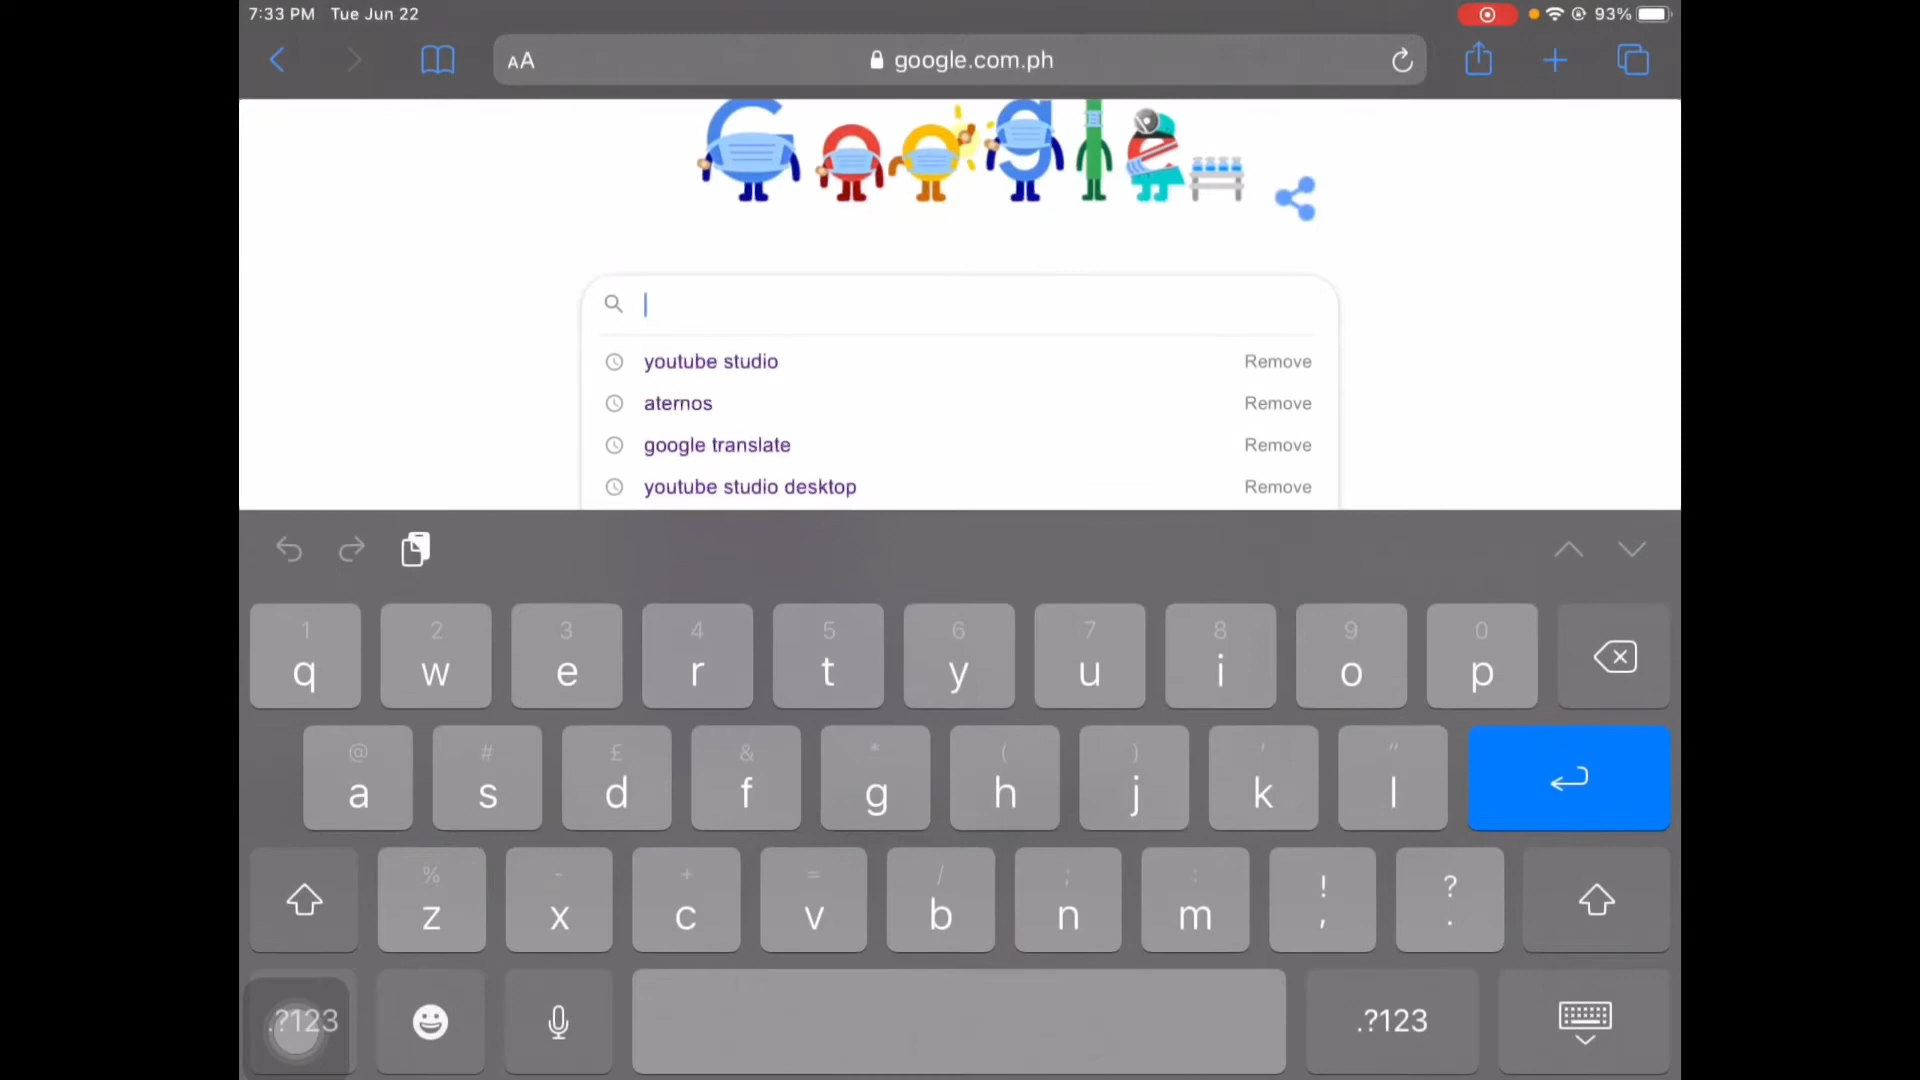 7:33 PM Tue Jun 22 93%
AA google.com.ph
Google
youtube studio Remove
aternos Remove
google translate Remove
youtube studio desktop Remove
1 2 3 4 5 6 7 8 9 0
q w e r t y u i o p
@ # £ & * ( ) ' "
a s d f g h j k l
% - + = / ; : ! ?
z x c v b n m , .
.?123 .?123